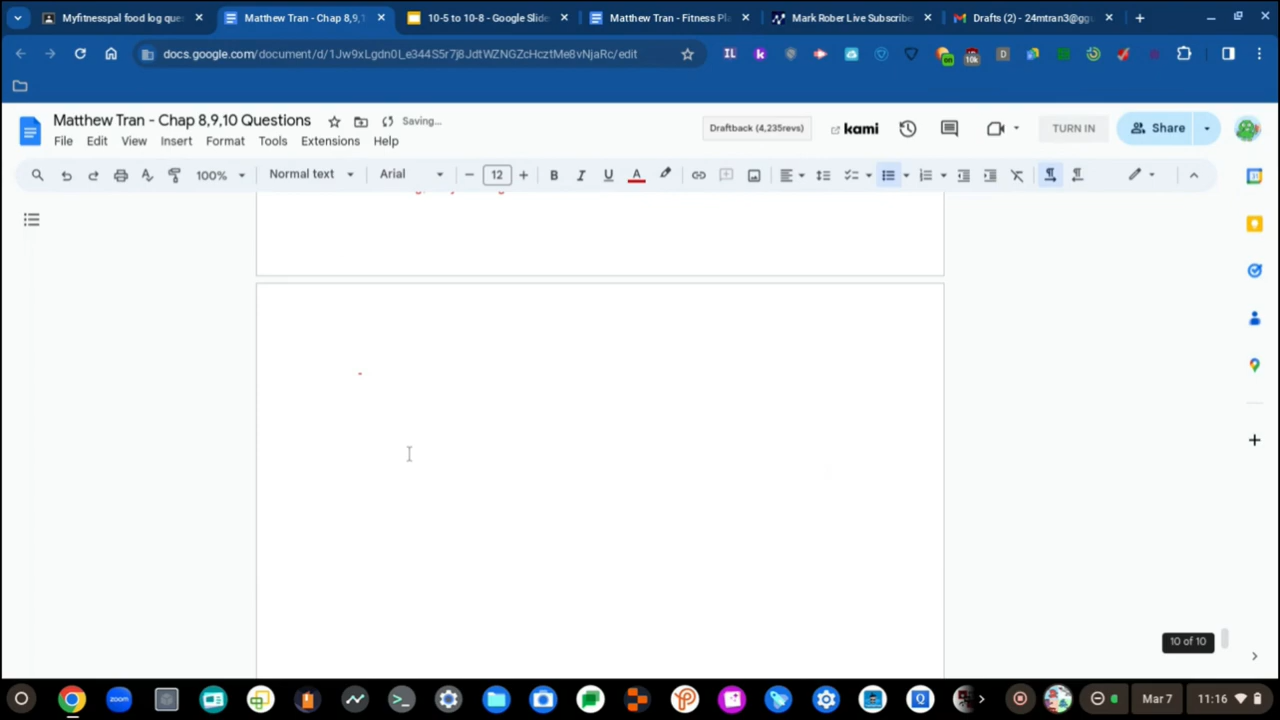 Myfitnesspal food log que
Matthew Tran - Chap 8,9,1
10-5 to 10-8 - Google Slide
Matthew Tran - Fitness Pl
Mark Rober Live Subscribe
Drafts (2) - 24mtran3@gg
docs.google.com/document/d/1Jw9xLgdn0l_e344S5r7j8JdtWZNGZcHcztMe8vNjaRc/edit
Matthew Tran - Chap 8,9,10 Questions
Saving...
File Edit View Insert Format Tools Extensions Help
Draftback (4,235revs)
kami
TURN IN
Share
100%
Normal text
Arial
12
10 of 10
Mar 7
11:16